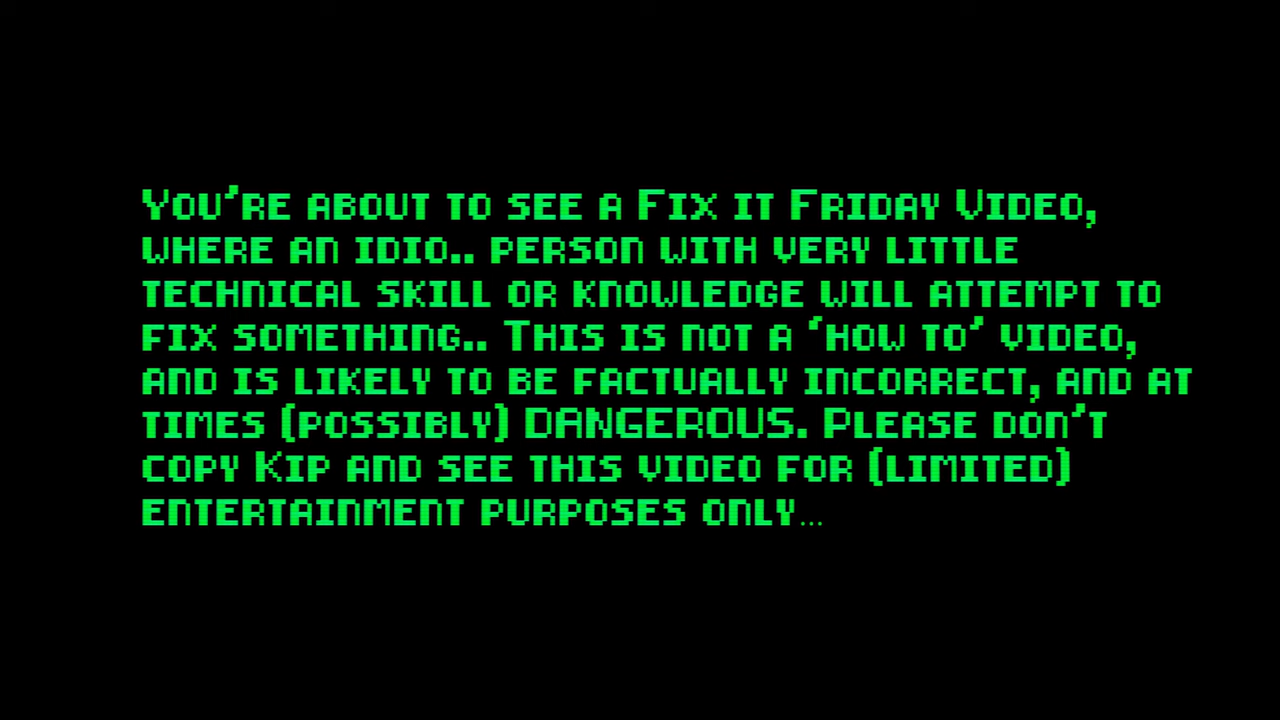 You're about to see a Fix it Friday Video,
where an idio.. person with very little
technical skill or knowledge will attempt to
fix something.. This is not a 'how to' video,
and is likely to be factually incorrect, and at
times (possibly) DANGEROUS. Please don't
copy Kip and see this video for (limited)
entertainment purposes only...